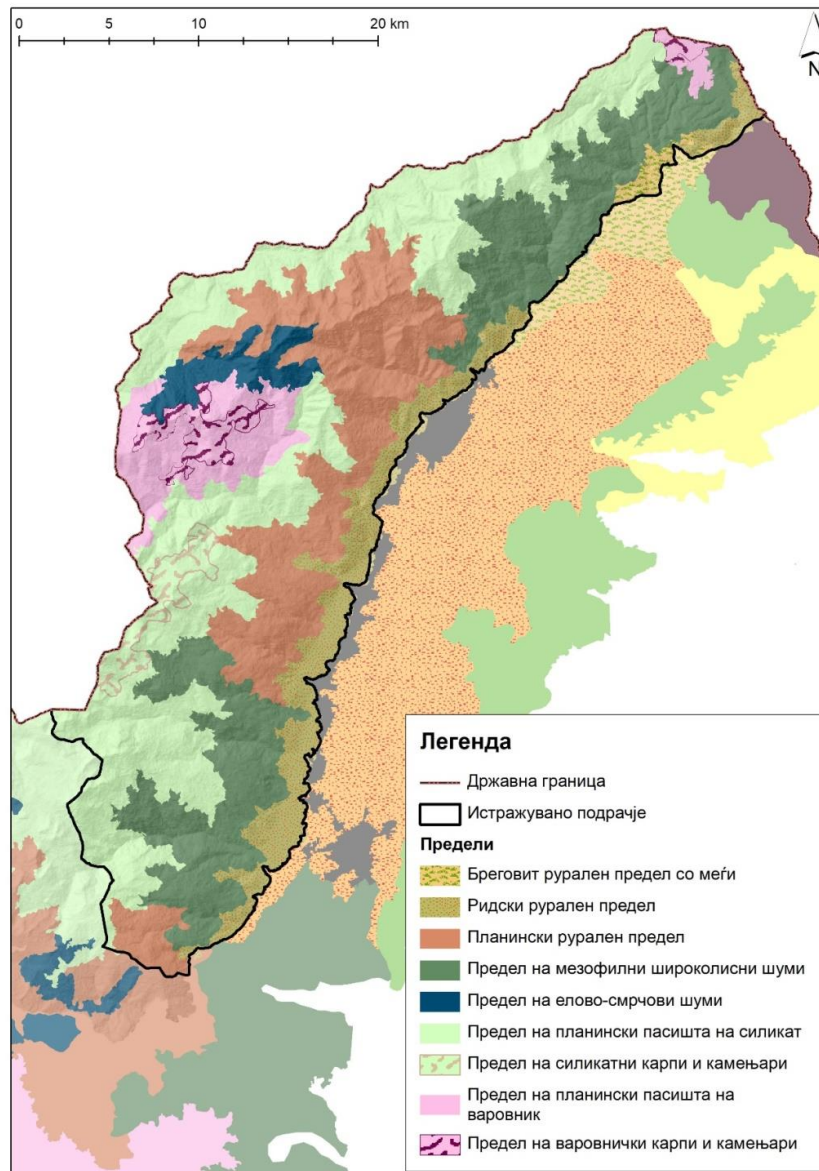 0 5 10 20 km
N
Легенда
Државна граница
Истражувано подрачје
Предели
Бреговит рурален предел со меѓи
Ридски рурален предел
Планински рурален предел
Предел на мезофилни широколисни шуми
Предел на елово-смрчови шуми
Предел на планински пасишта на силикат
Предел на силикатни карпи и камењари
Предел на планински пасишта на
варовник
Предел на варовнички карпи и камењари